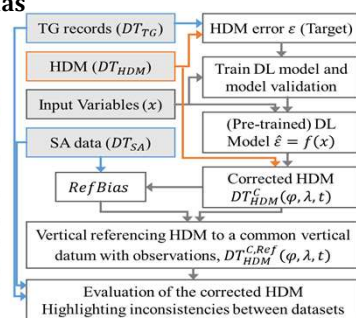 as
TG records (DT_TG)
HDM error ε (Target)
HDM (DT_HDM)
Train DL model and
model validation
Input Variables (x)
(Pre-trained) DL
Model ε̂ = f(x)
SA data (DT_SA)
RefBias
Corrected HDM
DT^C_HDM(φ, λ, t)
Vertical referencing HDM to a common vertical
datum with observations, DT^C,Ref_HDM(φ, λ, t)
Evaluation of the corrected HDM
Highlighting inconsistencies between datasets